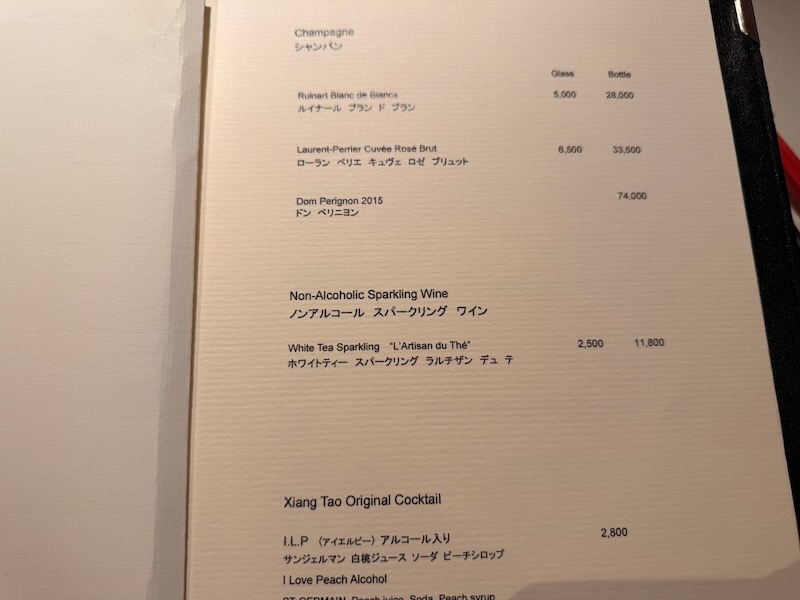 Champagne
シャンパン
Glass Bottle
Ruinart Blanc de Blancs 5,000 28,000
ルイナール ブラン ド ブラン
Laurent-Perrier Cuvée Rosé Brut 6,500 33,500
ローラン ペリエ キュヴェ ロゼ ブリュット
Dom Perignon 2015 74,000
ドン ペリニヨン
Non-Alcoholic Sparkling Wine
ノンアルコール スパークリング ワイン
White Tea Sparkling “L’Artisan du Thé” 2,500 11,800
ホワイトティー スパークリング ラルチザン デュ テ
Xiang Tao Original Cocktail
I.L.P （アイエルピー）アルコール入り 2,800
サンジェルマン 白桃ジュース ソーダ ピーチシロップ
I Love Peach Alcohol
ST-GERMAIN, Peach juice, Soda, Peach syrup